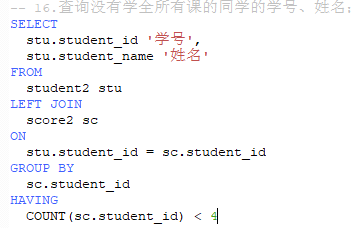 -- 16.查询没有学全所有课的同学的学号、姓名;
SELECT
stu.student_id '学号',
stu.student_name '姓名'
FROM
student2 stu
LEFT JOIN
score2 sc
ON
stu.student_id = sc.student_id
GROUP BY
sc.student_id
HAVING
COUNT(sc.student_id) < 4